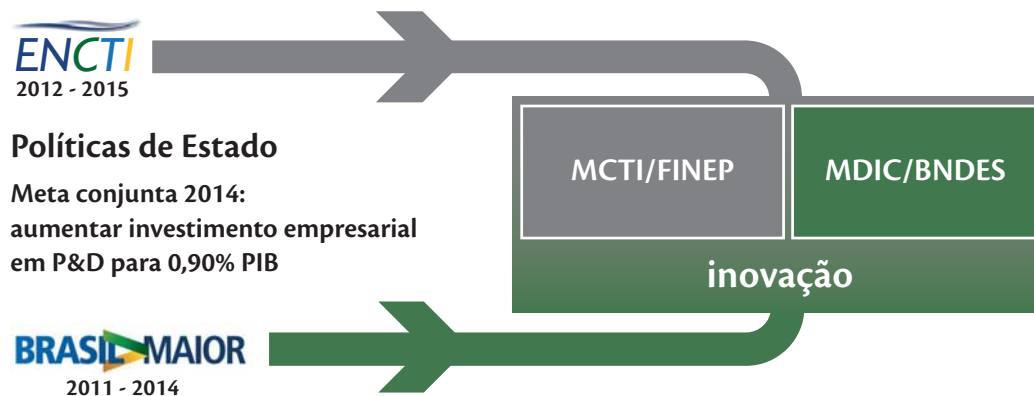 ENCTI
2012 - 2015
Políticas de Estado
Meta conjunta 2014:
aumentar investimento empresarial
em P&D para 0,90% PIB
BRASIL MAIOR
2011 - 2014
MCTI/FINEP
MDIC/BNDES
inovação